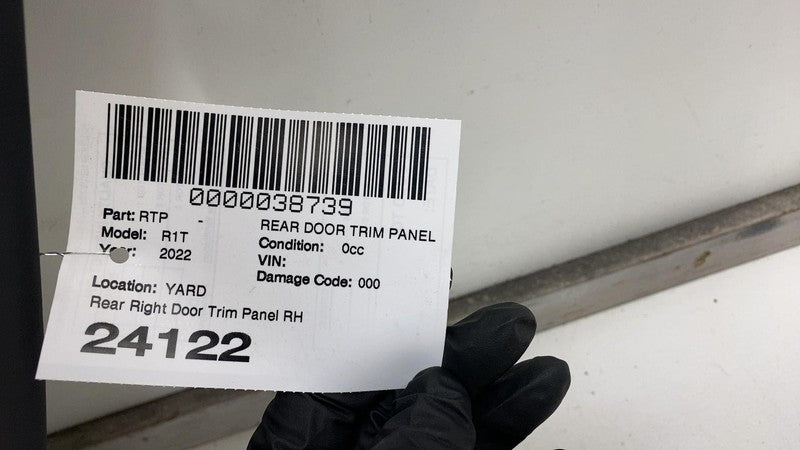 0000038739
Part: RTP - REAR DOOR TRIM PANEL
Model: R1T Condition: 0cc
Year: 2022 VIN:
Damage Code: 000
Location: YARD
Rear Right Door Trim Panel RH
24122